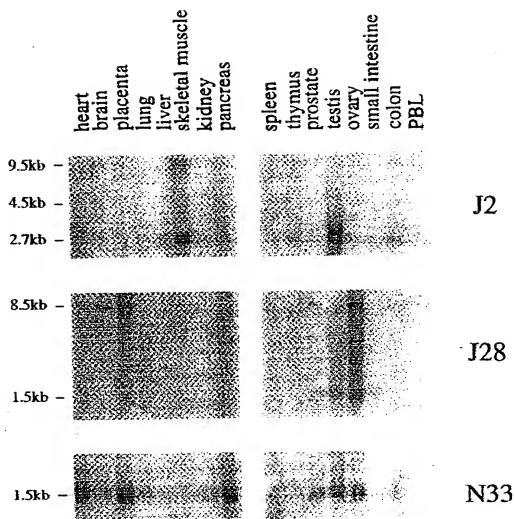 heart
brain
placenta
lung
liver
skeletal muscle
kidney
pancreas
spleen
thymus
prostate
testis
ovary
small intestine
colon
PBL
9.5kb
4.5kb
2.7kb
J2
8.5kb
1.5kb
J28
1.5kb
N33